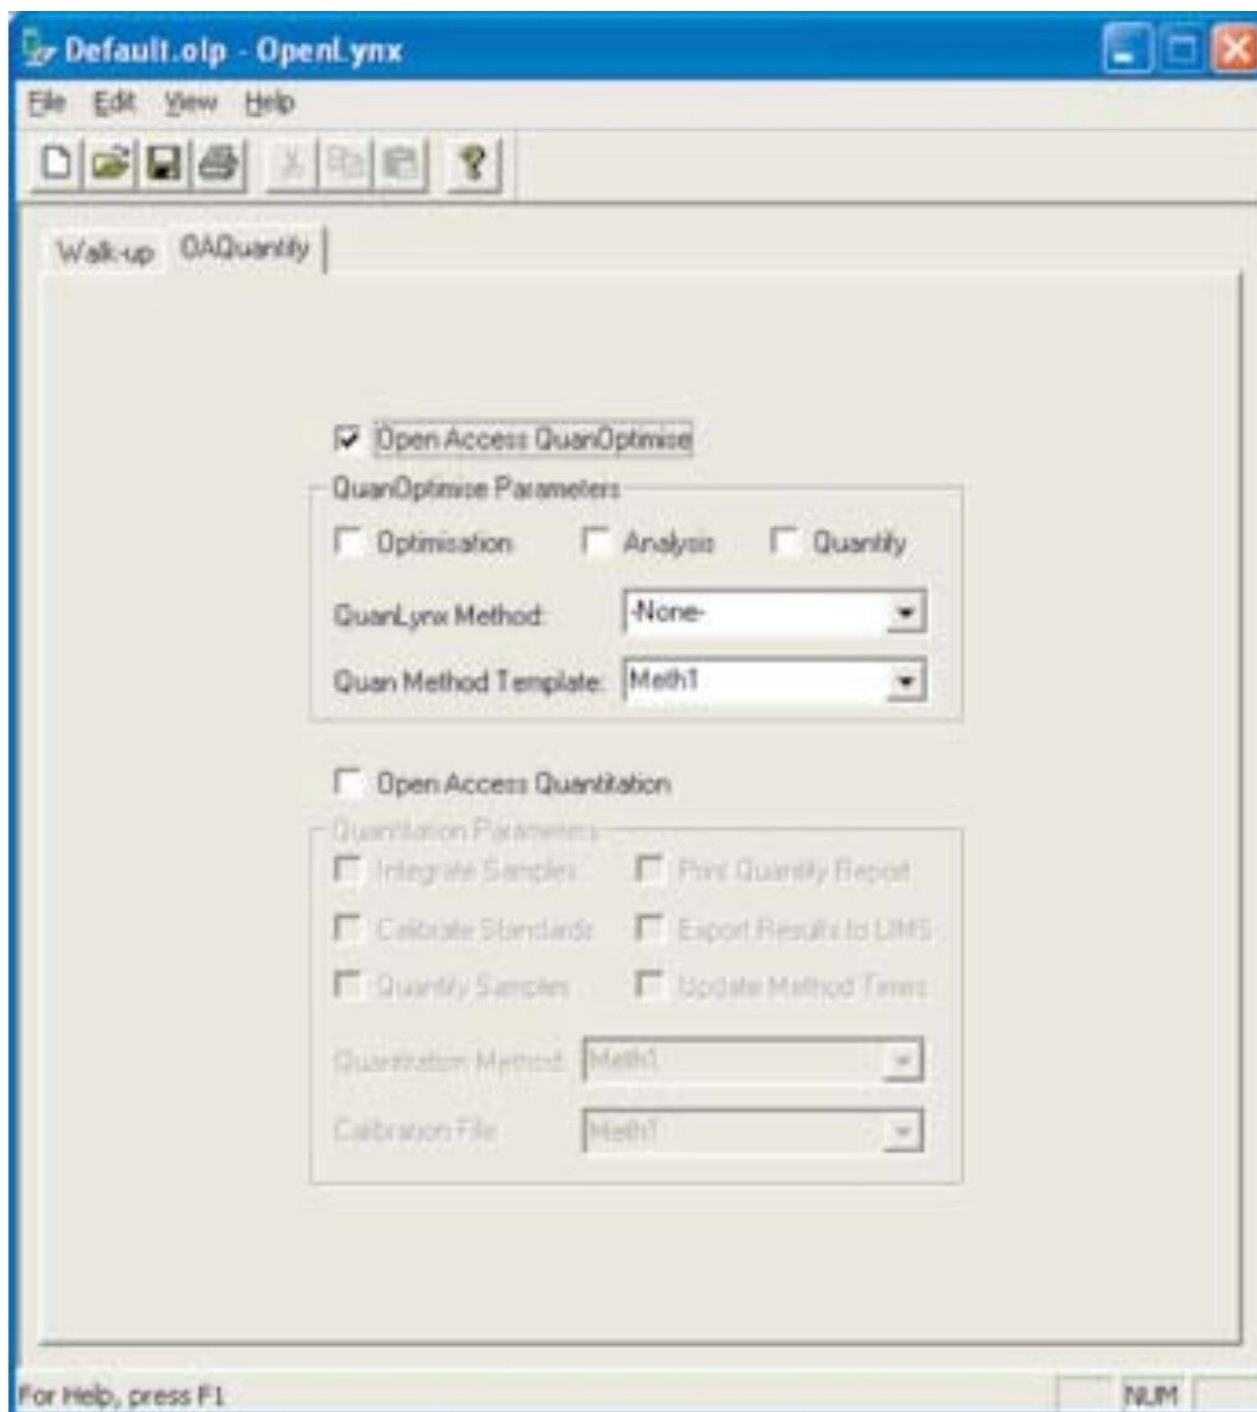 Default.olp - OpenLynx
File Edit View Help
Walk-up OAQuantify
Open Access QuanOptimise
QuanOptimise Parameters
Optimisation Analysis Quantify
QuanLynx Method: -None-
Quan Method Template: Meth1
Open Access Quantitation
Quantitation Parameters
Integrate Samples Print Quantify Report
Calibrate Standards Export Results to LIMS
Quantify Samples Update Method Times
Quantitation Method: Meth1
Calibration File Meth1
For Help, press F1 NUM